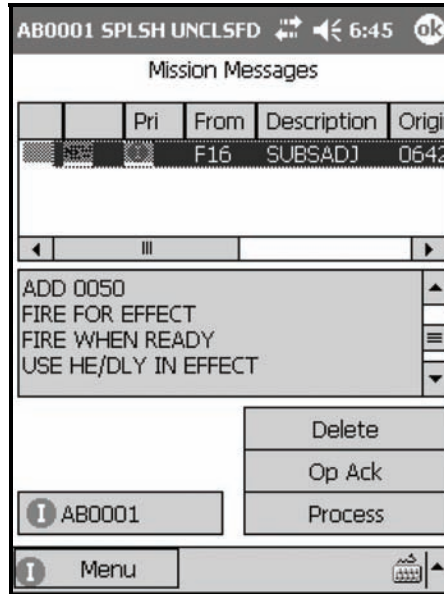 AB0001 SPLSH UNCLSFD 6:45 ok
Mission Messages
Pri From Description Origi
NEW I F16 SUBSADJ 0642
ADD 0050
FIRE FOR EFFECT
FIRE WHEN READY
USE HE/DLY IN EFFECT
Delete
Op Ack
I AB0001 Process
I Menu